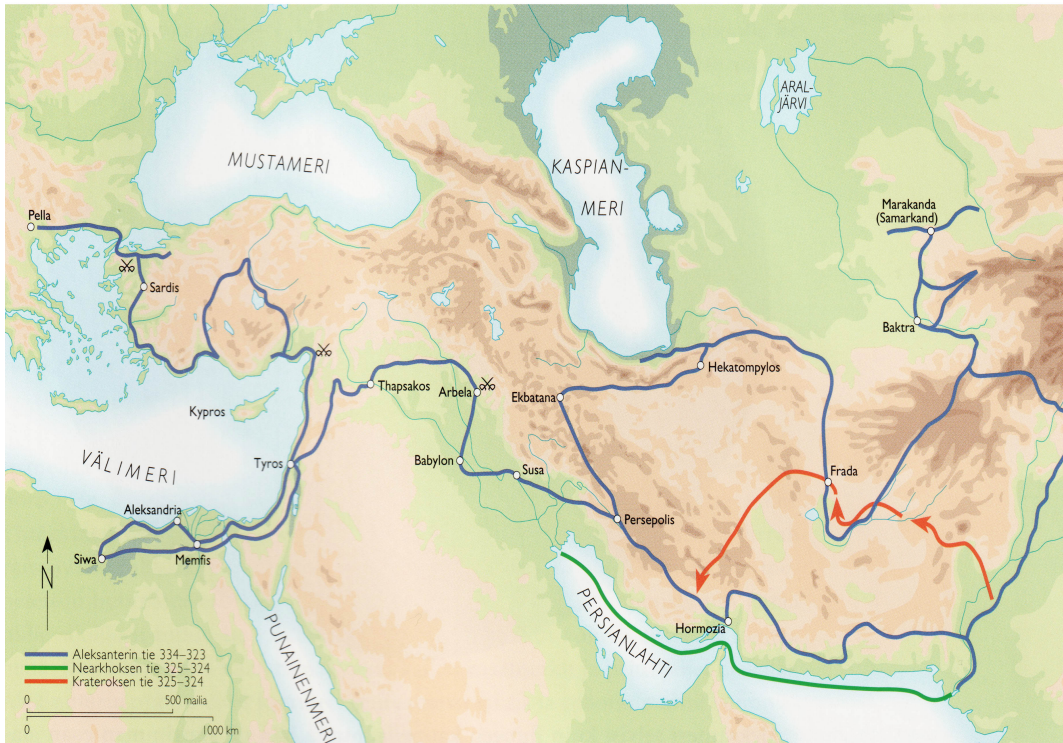 ARAL-
JÄRVI
MUSTAMERI
KASPIAN-
MERI
Marakanda
(Samarkand)
Pella
Sardis
Baktra
Hekatompylos
Thapsakos
Arbela
Ekbatana
Kypros
VÄLIMERI
Tyros
Babylon
Susa
Frada
Aleksandria
Persepolis
Siwa
Memfis
N
PUNAINENMERI
PERSIANLAHTI
Hormozia
Aleksanterin tie 334–323
Nearkhoksen tie 325–324
Krateroksen tie 325–324
0 500 mailia
0 1000 km